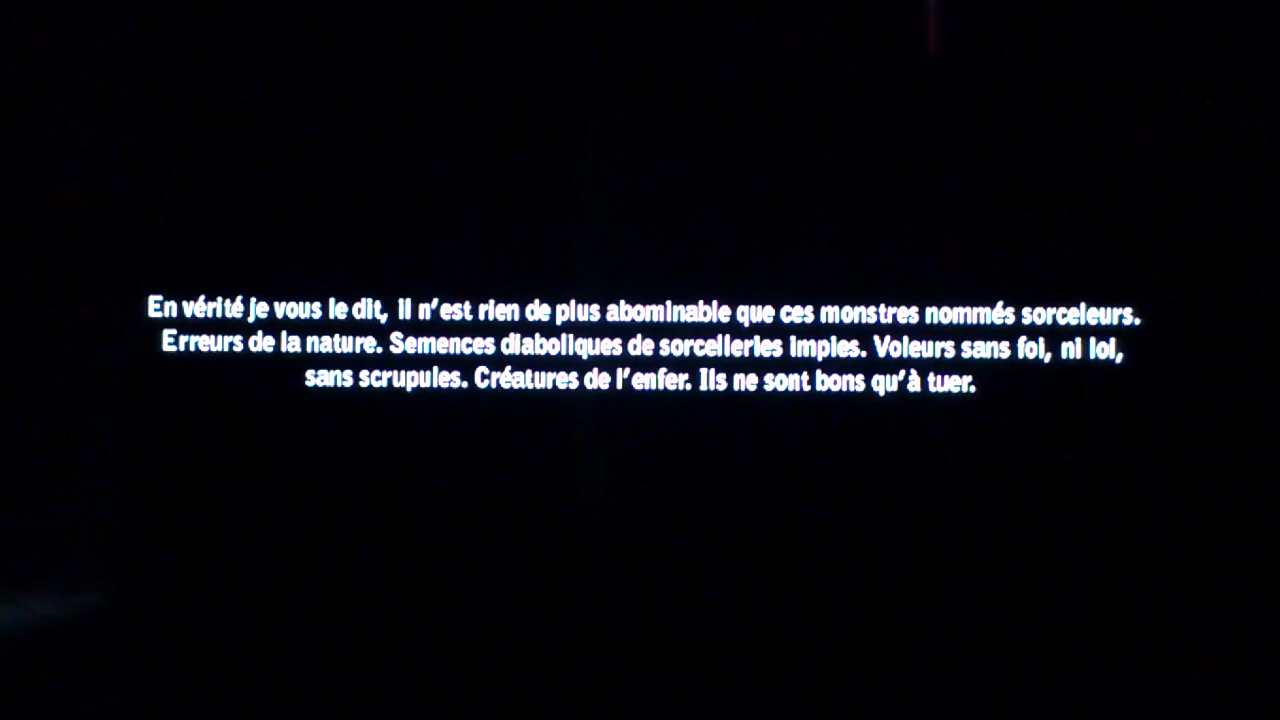 En vérité je vous le dit, il n'est rien de plus abominable que ces monstres nommés sorceleurs.
Erreurs de la nature. Semences diaboliques de sorcelleries impies. Voleurs sans foi, ni loi,
sans scrupules. Créatures de l'enfer. Ils ne sont bons qu'à tuer.